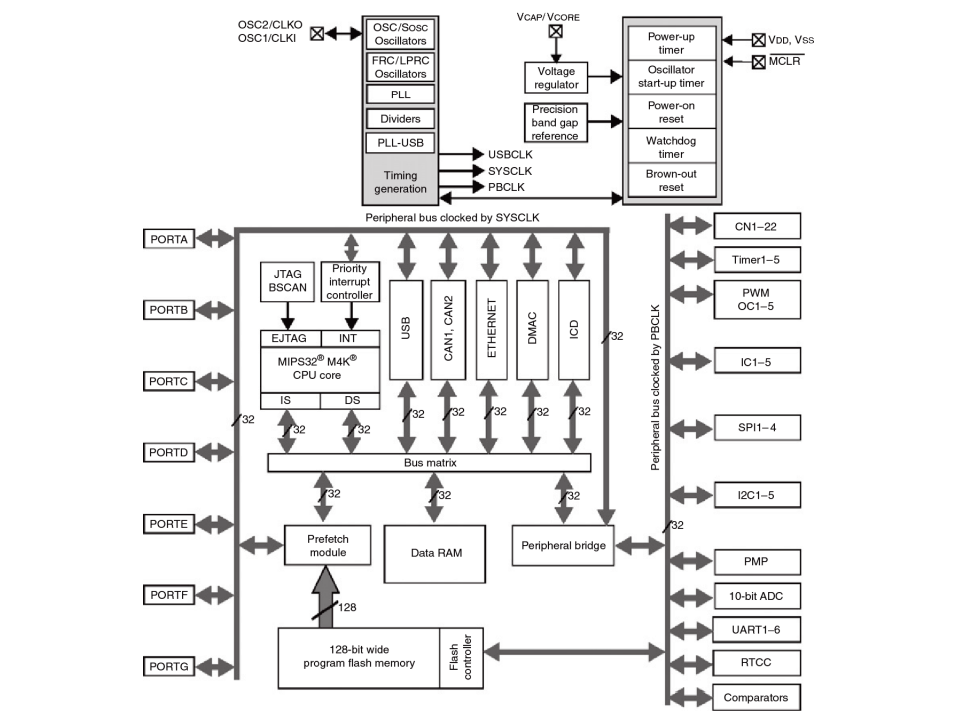 OSC2/CLKO
OSC1/CLKI
OSC/SOSC
Oscillators
FRC/LPRC
Oscillators
PLL
Dividers
PLL-USB
Timing
generation
USBCLK
SYSCLK
PBCLK
VCAP/VCORE
Voltage
regulator
Precision
band gap
reference
Power-up
timer
Oscillator
start-up timer
Power-on
reset
Watchdog
timer
Brown-out
reset
VDD, VSS
MCLR
Peripheral bus clocked by SYSCLK
PORTA
PORTB
PORTC
PORTD
PORTE
PORTF
PORTG
32
JTAG
BSCAN
Priority
interrupt
controller
EJTAG
INT
MIPS32® M4K®
CPU core
IS
DS
32
32
USB
CAN1, CAN2
ETHERNET
DMAC
ICD
32
32
32
32
32
32
Bus matrix
32
32
32
Prefetch
module
Data RAM
Peripheral bridge
128
128-bit wide
program flash memory
Flash
controller
Peripheral bus clocked by PBCLK
32
CN1–22
Timer1–5
PWM
OC1–5
IC1–5
SPI1–4
I2C1–5
PMP
10-bit ADC
UART1–6
RTCC
Comparators